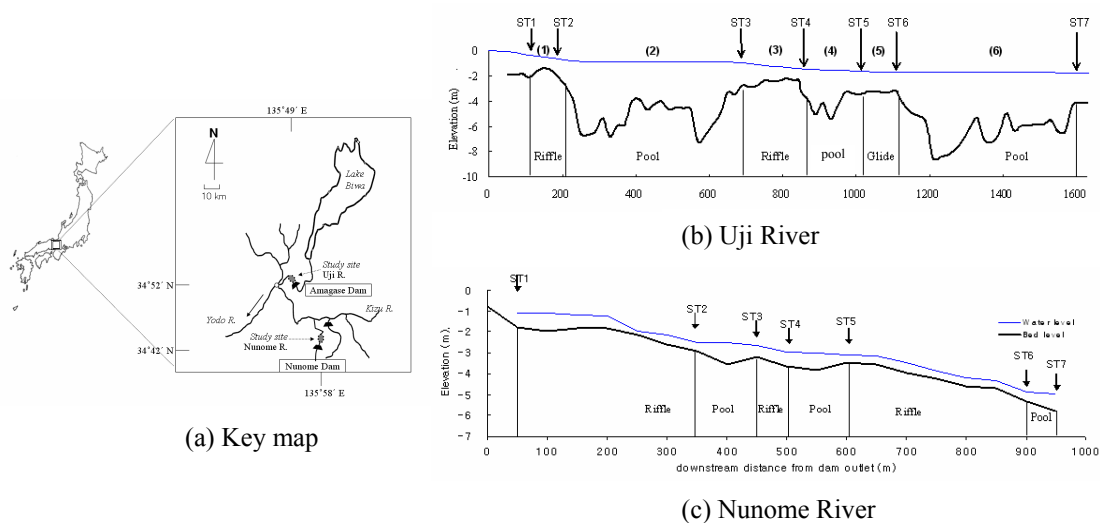 135°49´ E
N
10 km
Lake
Biwa
Study site
Uji R.
Amagase Dam
34°52´ N
Yodo R.
Kizu R.
Study site
Nunome R.
34°42´ N
Nunome Dam
135°58´ E
(a) Key map
ST1 ST2 ST3 ST4 ST5 ST6 ST7
(1) (2) (3) (4) (5) (6)
Elevation (m)
0
-2
-4
-6
-8
-10
Riffle Pool Riffle pool Glide Pool
0 200 400 600 800 1000 1200 1400 1600
(b) Uji River
ST1 ST2 ST3 ST4 ST5 ST6 ST7
Water level
Bed level
Elevation (m).
0
-1
-2
-3
-4
-5
-6
-7
Riffle Pool Riffle Pool Riffle Pool
0 100 200 300 400 500 600 700 800 900 1000
downstream distance from dam outlet (m)
(c) Nunome River